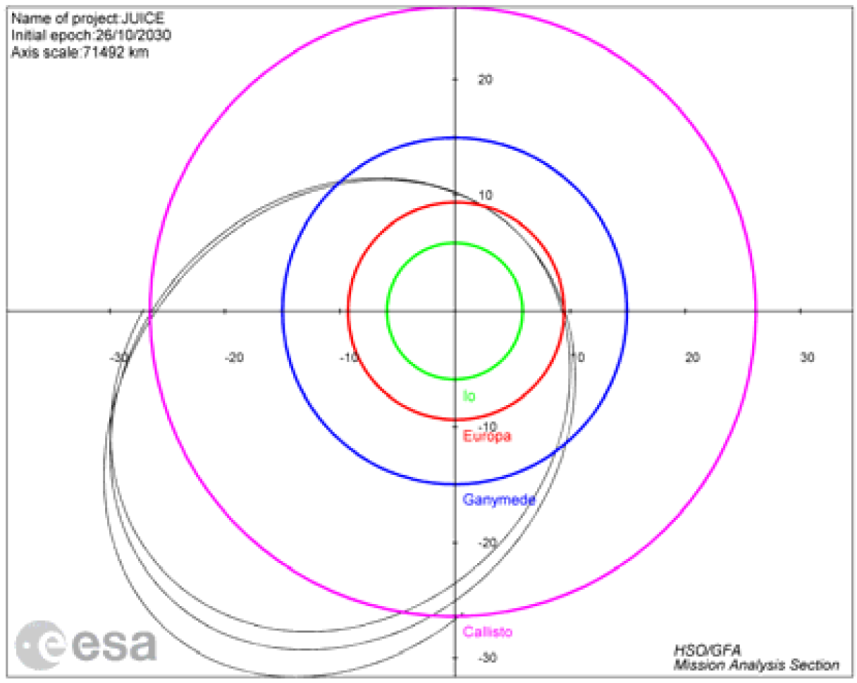 Name of project:JUICE
Initial epoch:26/10/2030
Axis scale:71492 km
20
10
-30
-20
-10
10
20
30
Io
-10
Europa
Ganymede
-20
Callisto
-30
esa
HSO/GFA
Mission Analysis Section